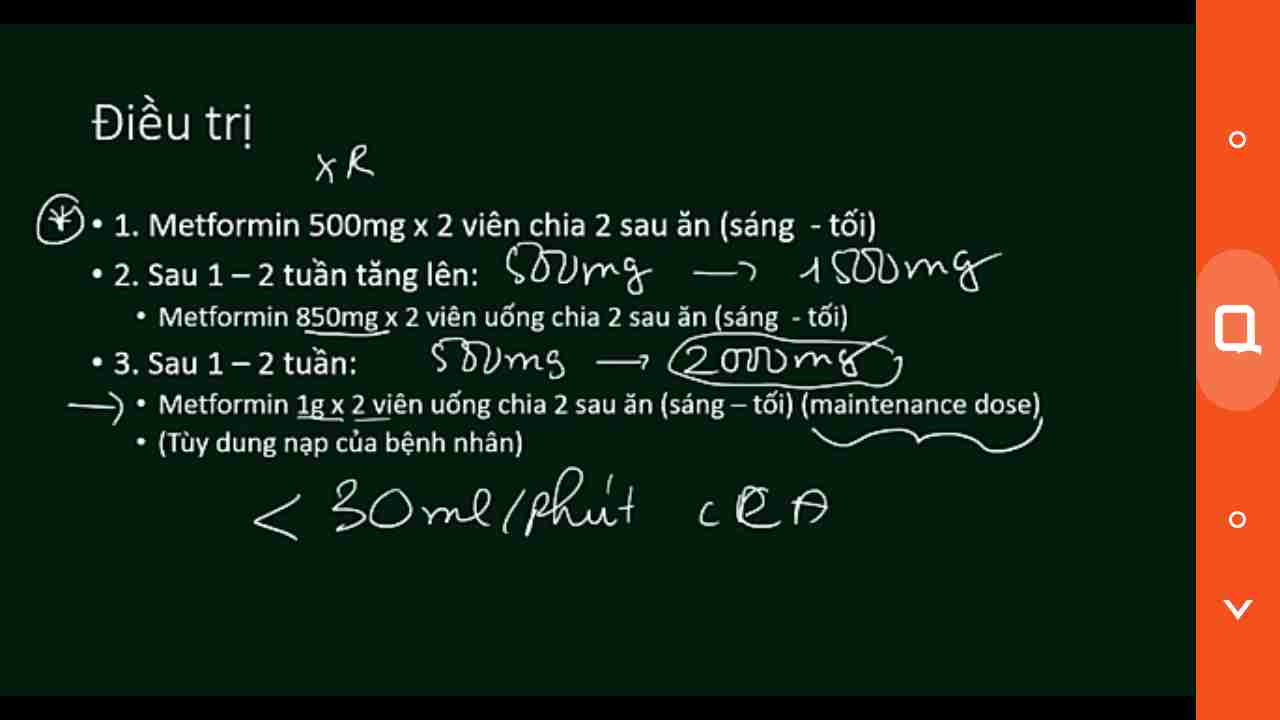 Điều trị
XR
• 1. Metformin 500mg x 2 viên chia 2 sau ăn (sáng - tối)
• 2. Sau 1 – 2 tuần tăng lên: 500mg → 1500mg
• Metformin 850mg x 2 viên uống chia 2 sau ăn (sáng - tối)
• 3. Sau 1 – 2 tuần: 500mg → 2000mg
→ • Metformin 1g x 2 viên uống chia 2 sau ăn (sáng – tối) (maintenance dose)
• (Tùy dung nạp của bệnh nhân)
< 30ml/phút